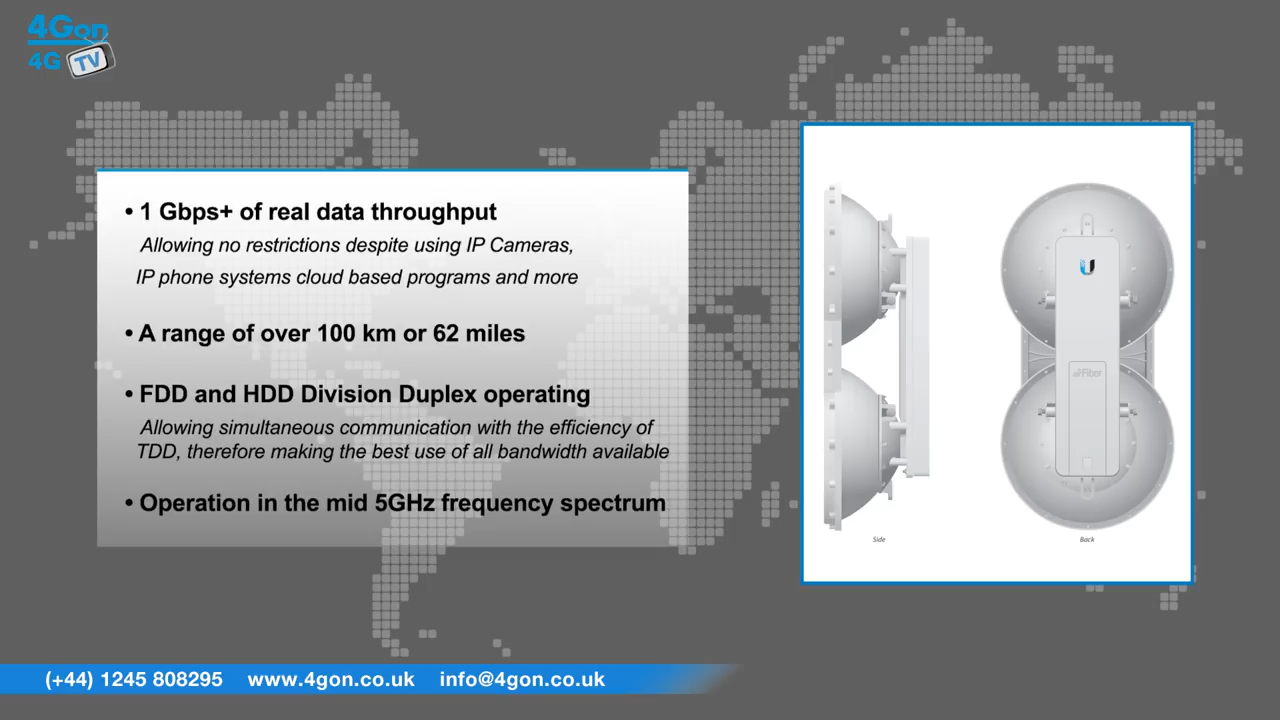 4Gon
4G TV
• 1 Gbps+ of real data throughput
Allowing no restrictions despite using IP Cameras,
IP phone systems cloud based programs and more
• A range of over 100 km or 62 miles
• FDD and HDD Division Duplex operating
Allowing simultaneous communication with the efficiency of
TDD, therefore making the best use of all bandwidth available
• Operation in the mid 5GHz frequency spectrum
airFiber
Side
Back
(+44) 1245 808295 www.4gon.co.uk info@4gon.co.uk